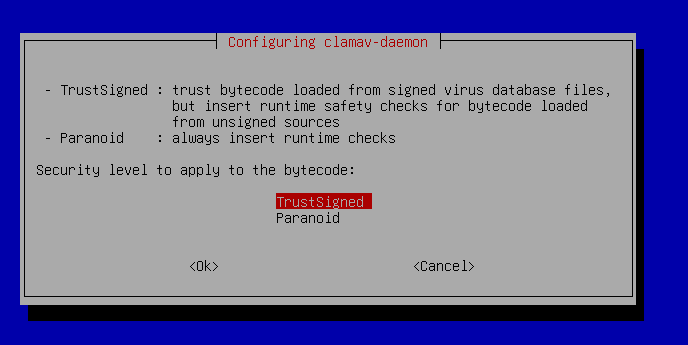 Configuring clamav-daemon
- TrustSigned : trust bytecode loaded from signed virus database files,
but insert runtime safety checks for bytecode loaded
from unsigned sources
- Paranoid : always insert runtime checks
Security level to apply to the bytecode:
TrustSigned
Paranoid
<Ok> <Cancel>